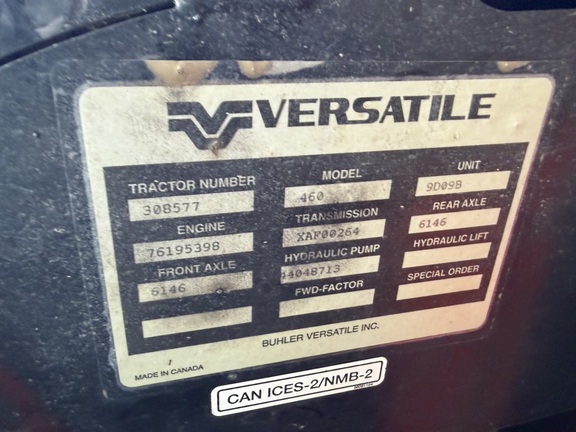 VERSATILE
TRACTOR NUMBER MODEL UNIT
308577 460 9D09B
ENGINE TRANSMISSION REAR AXLE
76195398 XAF00264 6146
FRONT AXLE HYDRAULIC PUMP HYDRAULIC LIFT
6146 44048713
FWD-FACTOR SPECIAL ORDER
BUHLER VERSATILE INC.
MADE IN CANADA
CAN ICES-2/NMB-2